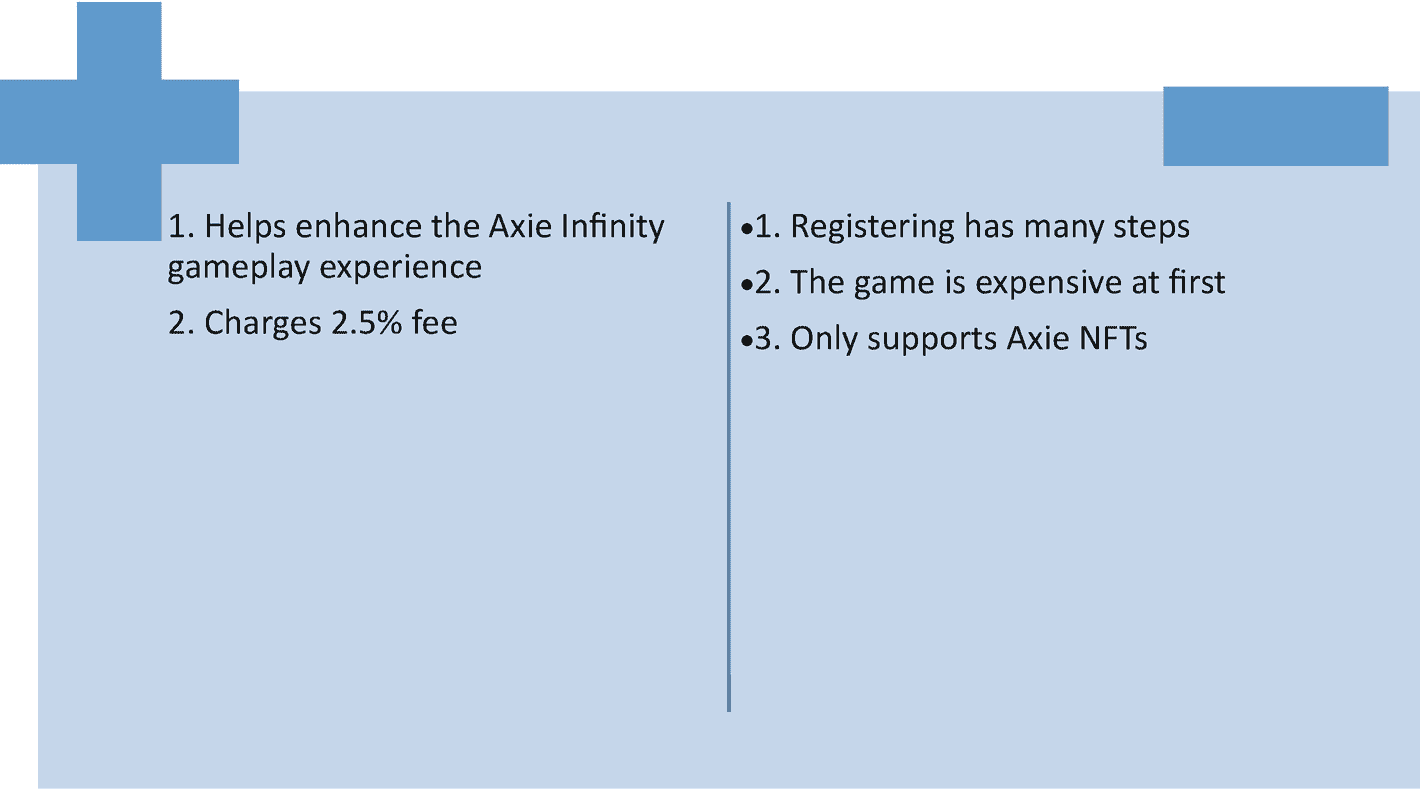 1. Helps enhance the Axie Infinity
gameplay experience
2. Charges 2.5% fee
•1. Registering has many steps
•2. The game is expensive at first
•3. Only supports Axie NFTs